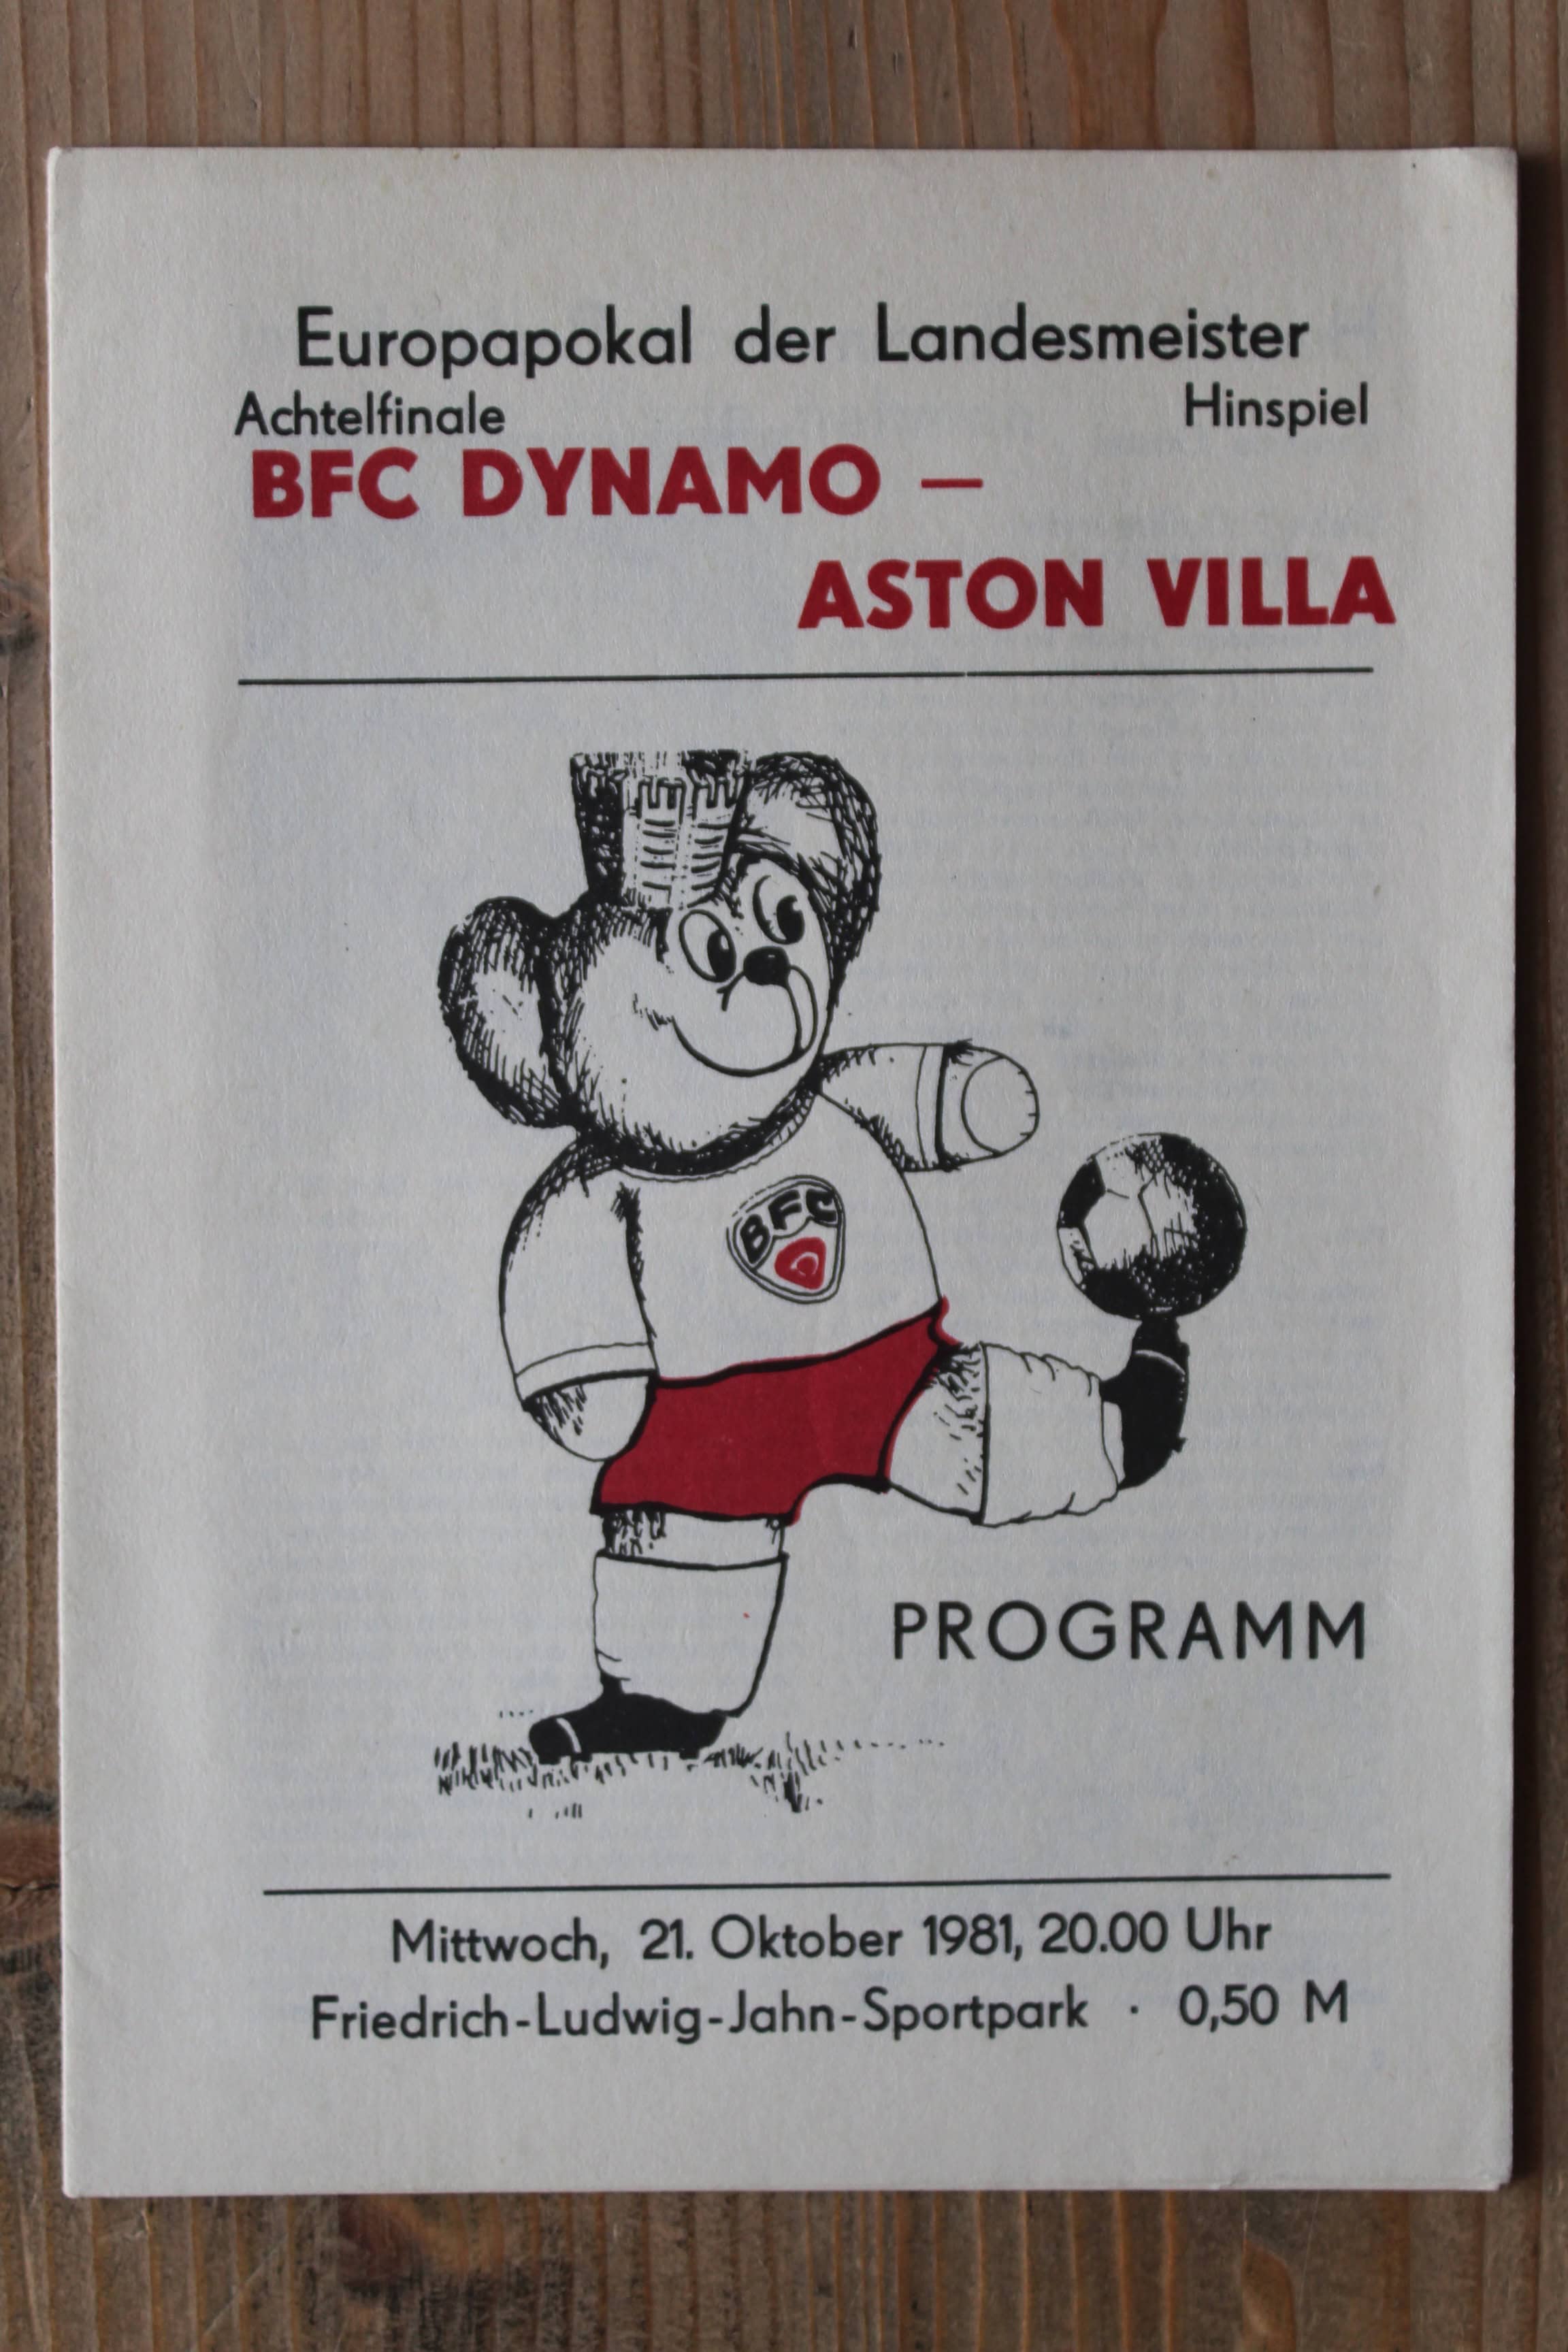 Europapokal der Landesmeister
Achtelfinale Hinspiel
BFC DYNAMO –
ASTON VILLA
BFC
PROGRAMM
Mittwoch, 21. Oktober 1981, 20.00 Uhr
Friedrich-Ludwig-Jahn-Sportpark · 0,50 M